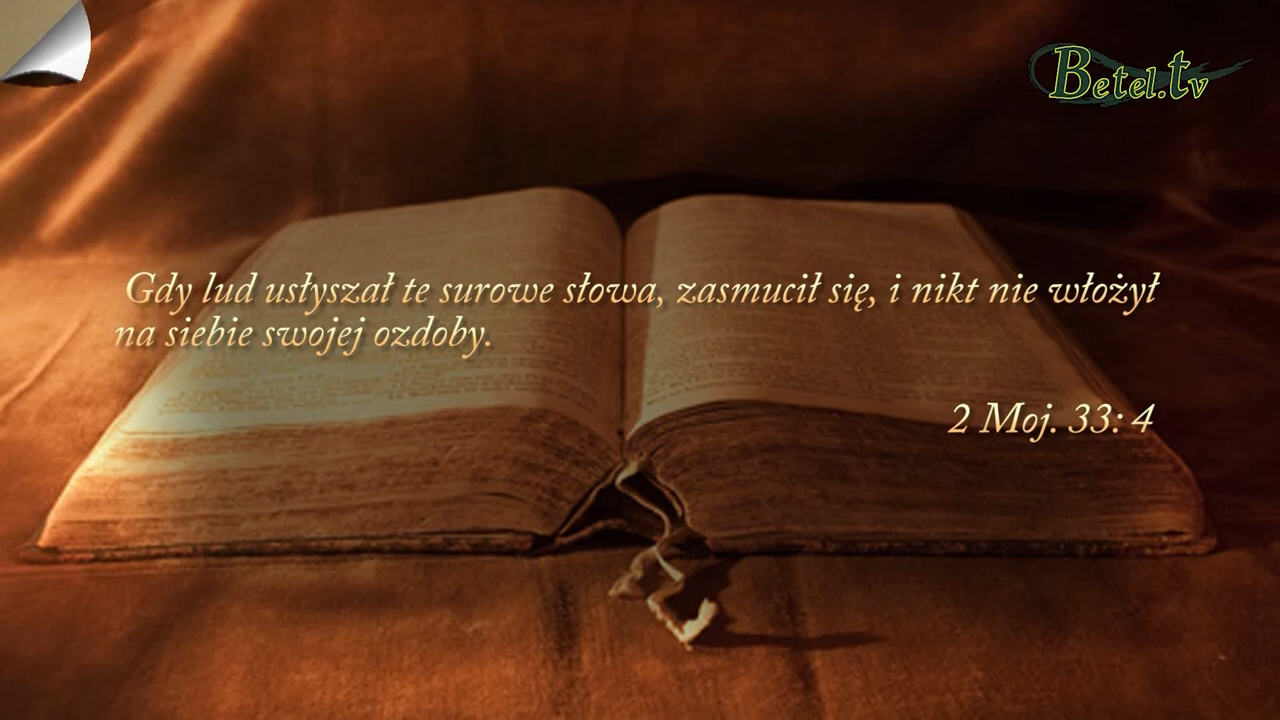 Betel.tv
Gdy lud usłyszał te surowe słowa, zasmucił się, i nikt nie włożył
na siebie swojej ozdoby.
2 Moj. 33: 4